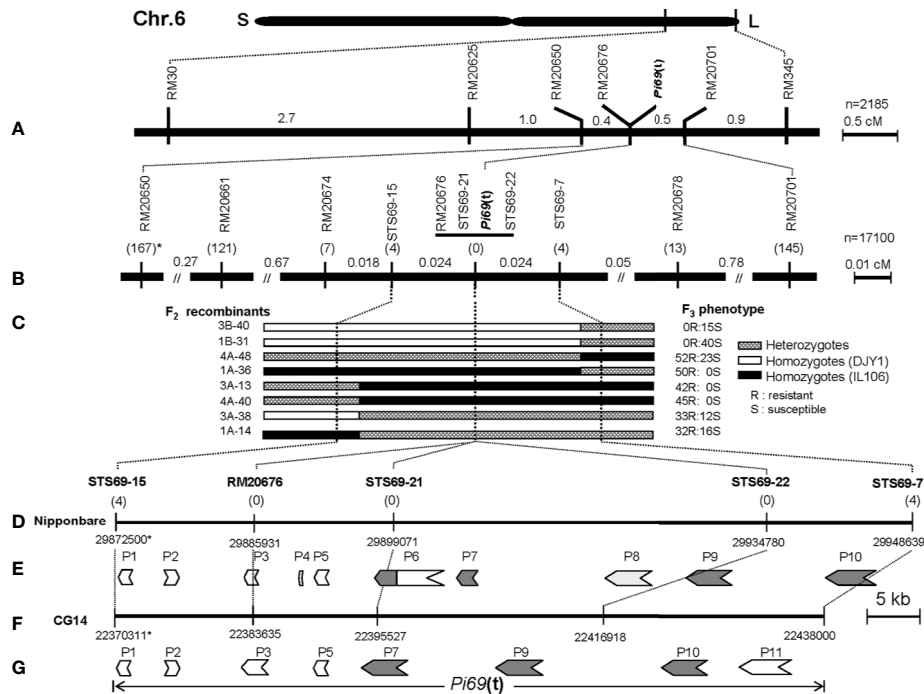 Chr.6
S
L
RM30
RM20625
RM20650
RM20676
Pi69(t)
RM20701
RM345
A
2.7
1.0
0.4
0.5
0.9
n=2185
0.5 cM
RM20650
RM20661
RM20674
STS69-15
RM20676
STS69-21
Pi69(t)
STS69-22
STS69-7
RM20678
RM20701
(167)*
(121)
(7)
(4)
(0)
(4)
(13)
(145)
n=17100
B
0.27
//
0.67
//
0.018
0.024
0.024
0.05
//
0.78
//
0.01 cM
C
F2 recombinants
F3 phenotype
3B-40
0R:15S
1B-31
0R:40S
4A-48
52R:23S
1A-36
50R: 0S
3A-13
42R: 0S
4A-40
45R: 0S
3A-38
33R:12S
1A-14
32R:16S
Heterozygotes
Homozygotes (DJY1)
Homozygotes (IL106)
R : resistant
S : susceptible
STS69-15
RM20676
STS69-21
STS69-22
STS69-7
(4)
(0)
(0)
(0)
(4)
D
Nipponbare
29872500*
29885931
29899071
29934780
29948639
E
P1
P2
P3
P4
P5
P6
P7
P8
P9
P10
5 kb
F
CG14
22370311*
22383635
22395527
22416918
22438000
G
P1
P2
P3
P5
P7
P9
P10
P11
Pi69(t)